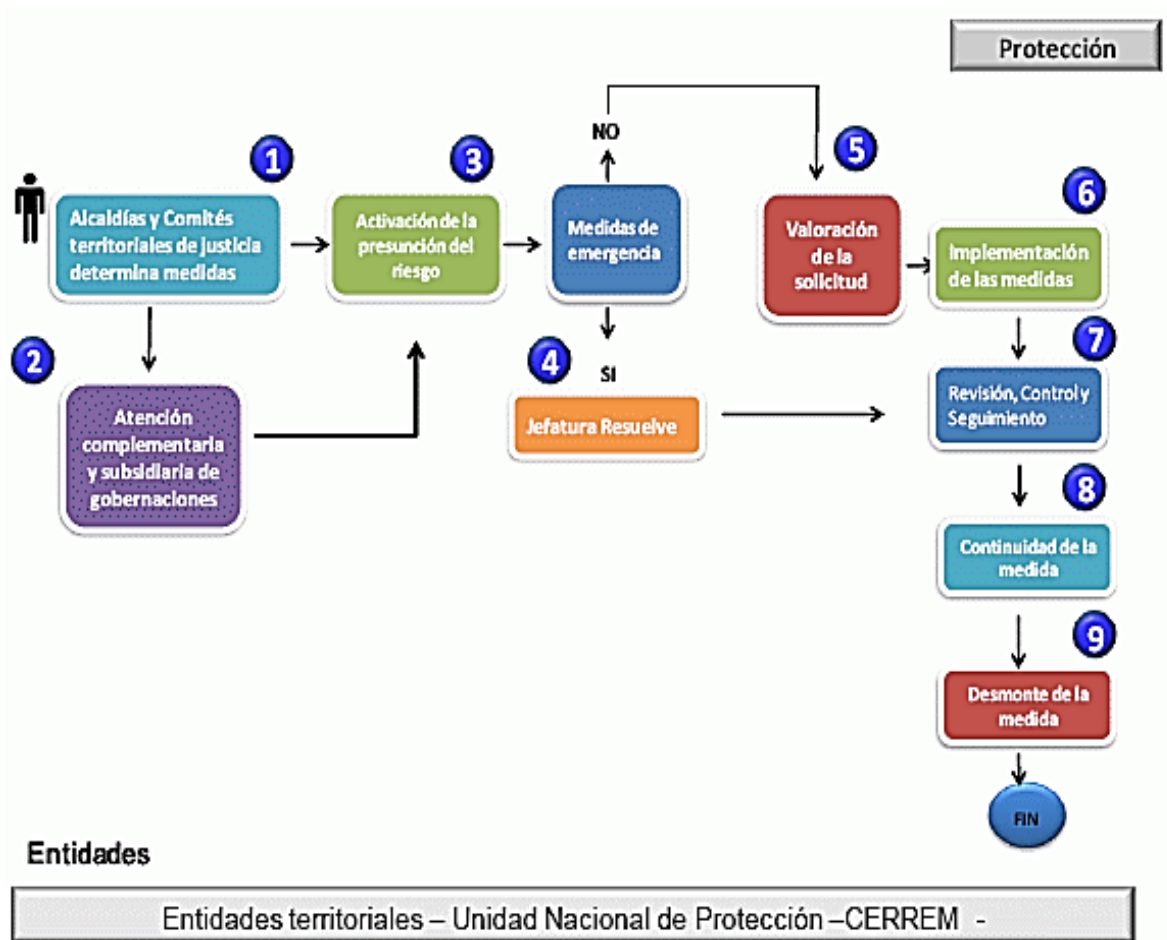 Protección
1
Alcaldías y Comités
territoriales de justicia
determina medidas
2
Atención
complementaria
y subsidiaria de
gobernaciones
3
Activación de la
presunción del
riesgo
NO
Medidas de
emergencia
SI
4
Jefatura Resuelve
5
Valoración
de la
solicitud
6
Implementación
de las medidas
7
Revisión, Control y
Seguimiento
8
Continuidad de la
medida
9
Desmonte de la
medida
FIN
Entidades
Entidades territoriales – Unidad Nacional de Protección –CERREM -